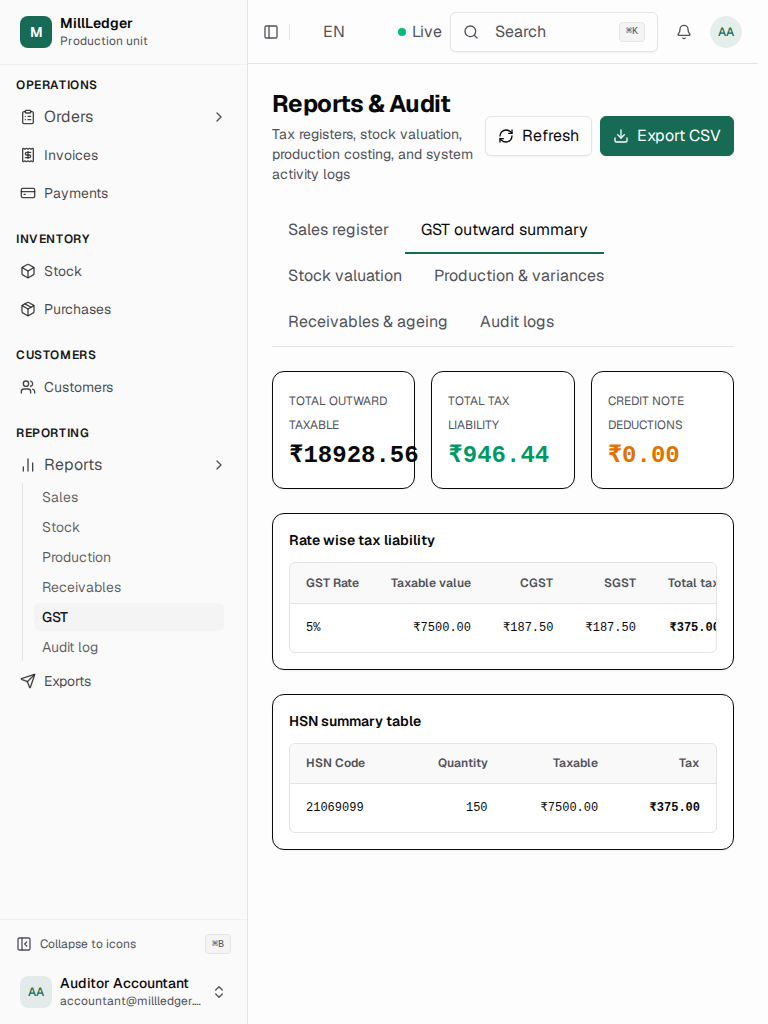 M
MillLedger
Production unit
OPERATIONS
Orders
Invoices
Payments
INVENTORY
Stock
Purchases
CUSTOMERS
Customers
REPORTING
Reports
Sales
Stock
Production
Receivables
GST
Audit log
Exports
Collapse to icons ⌘B
AA
Auditor Accountant
accountant@millledger....
EN
Live
Search ⌘K
AA
Reports & Audit
Tax registers, stock valuation,
production costing, and system
activity logs
Refresh
Export CSV
Sales register GST outward summary
Stock valuation Production & variances
Receivables & ageing Audit logs
TOTAL OUTWARD
TAXABLE
₹18928.56
TOTAL TAX
LIABILITY
₹946.44
CREDIT NOTE
DEDUCTIONS
₹0.00
Rate wise tax liability
GST Rate Taxable value CGST SGST Total tax
5% ₹7500.00 ₹187.50 ₹187.50 ₹375.00
HSN summary table
HSN Code Quantity Taxable Tax
21069099 150 ₹7500.00 ₹375.00